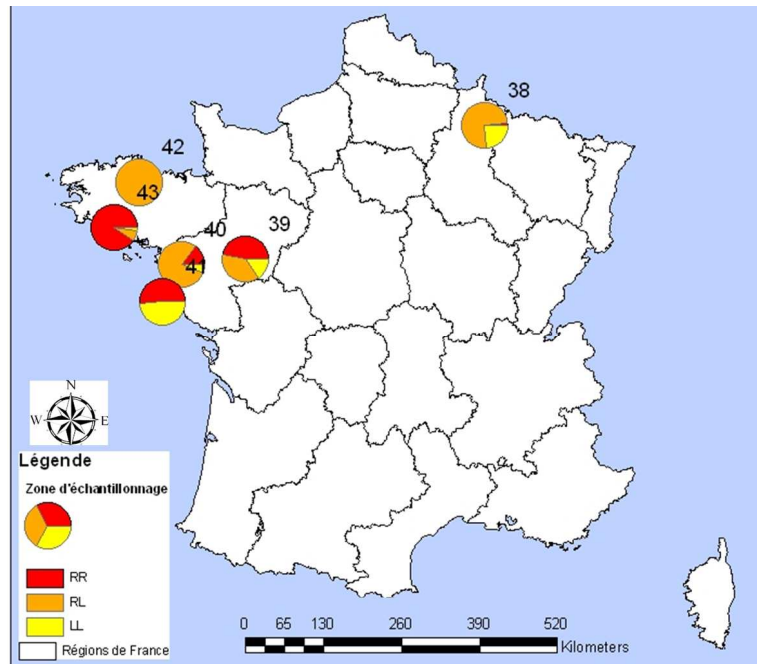 38
42
43
40
39
41
N
W
E
S
Légende
Zone d'échantillonnage
RR
RL
LL
Régions de France
0 65 130 260 390 520
Kilometers